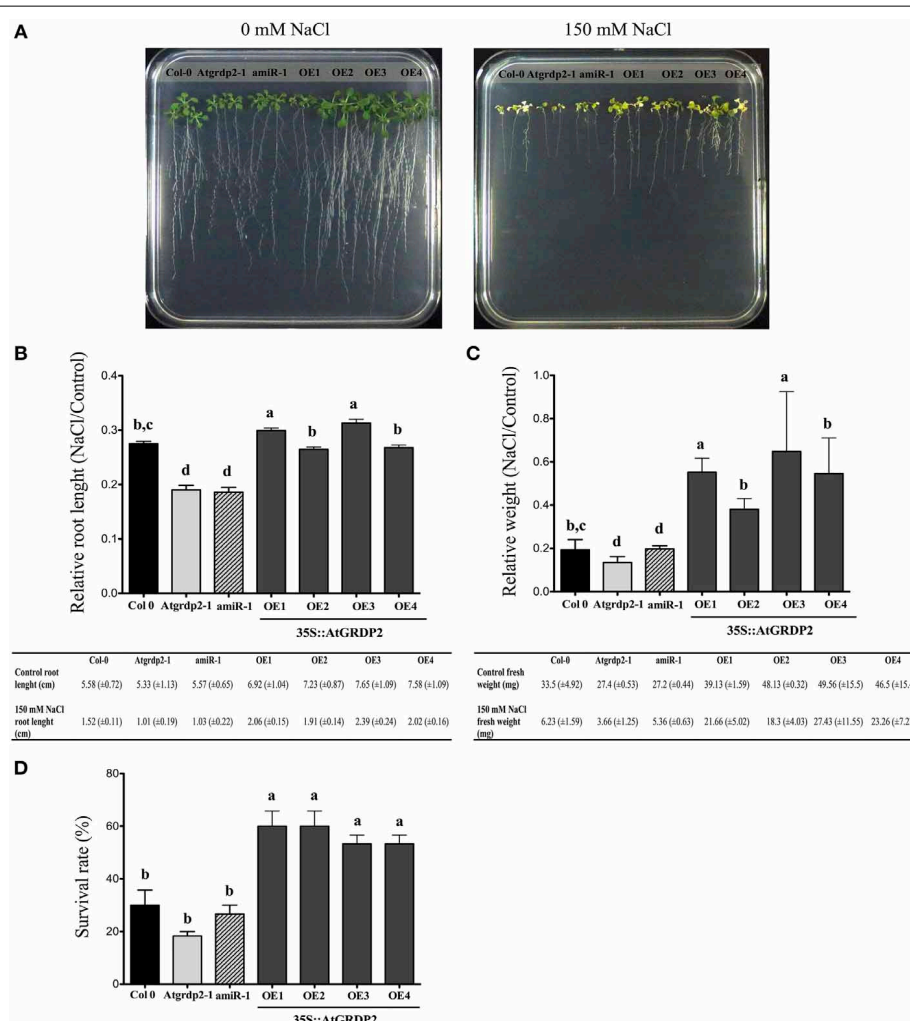 A
0 mM NaCl
150 mM NaCl
Col-0 Atgrdp2-1 amiR-1 OE1 OE2 OE3 OE4
Col-0 Atgrdp2-1 amiR-1 OE1 OE2 OE3 OE4
B
Relative root lenght (NaCl/Control)
0.4
0.3
0.2
0.1
0.0
b,c
d
d
a
b
a
b
Col 0 Atgrdp2-1 amiR-1 OE1 OE2 OE3 OE4
35S::AtGRDP2
Col-0 Atgrdp2-1 amiR-1 OE1 OE2 OE3 OE4
Control root
lenght (cm) 5.58 (±0.72) 5.33 (±1.13) 5.57 (±0.65) 6.92 (±1.04) 7.23 (±0.87) 7.65 (±1.09) 7.58 (±1.09)
150 mM NaCl
root lenght 1.52 (±0.11) 1.01 (±0.19) 1.03 (±0.22) 2.06 (±0.15) 1.91 (±0.14) 2.39 (±0.24) 2.02 (±0.16)
(cm)
C
Relative weight (NaCl/Control)
1.0
0.8
0.6
0.4
0.2
0.0
b,c
d
d
a
b
a
b
Col 0 Atgrdp2-1 amiR-1 OE1 OE2 OE3 OE4
35S::AtGRDP2
Col-0 Atgrdp2-1 amiR-1 OE1 OE2 OE3 OE4
Control fresh
weight (mg) 33.5 (±4.92) 27.4 (±0.53) 27.2 (±0.44) 39.13 (±1.59) 48.13 (±0.32) 49.56 (±15.5) 46.5 (±15.4
150 mM NaCl
fresh weight 6.23 (±1.59) 3.66 (±1.25) 5.36 (±0.63) 21.66 (±5.02) 18.3 (±4.03) 27.43 (±11.55) 23.26 (±7.2
(mg)
D
Survival rate (%)
80
60
40
20
0
b
b
b
a
a
a
a
Col 0 Atgrdp2-1 amiR-1 OE1 OE2 OE3 OE4
35S::AtGRDP2